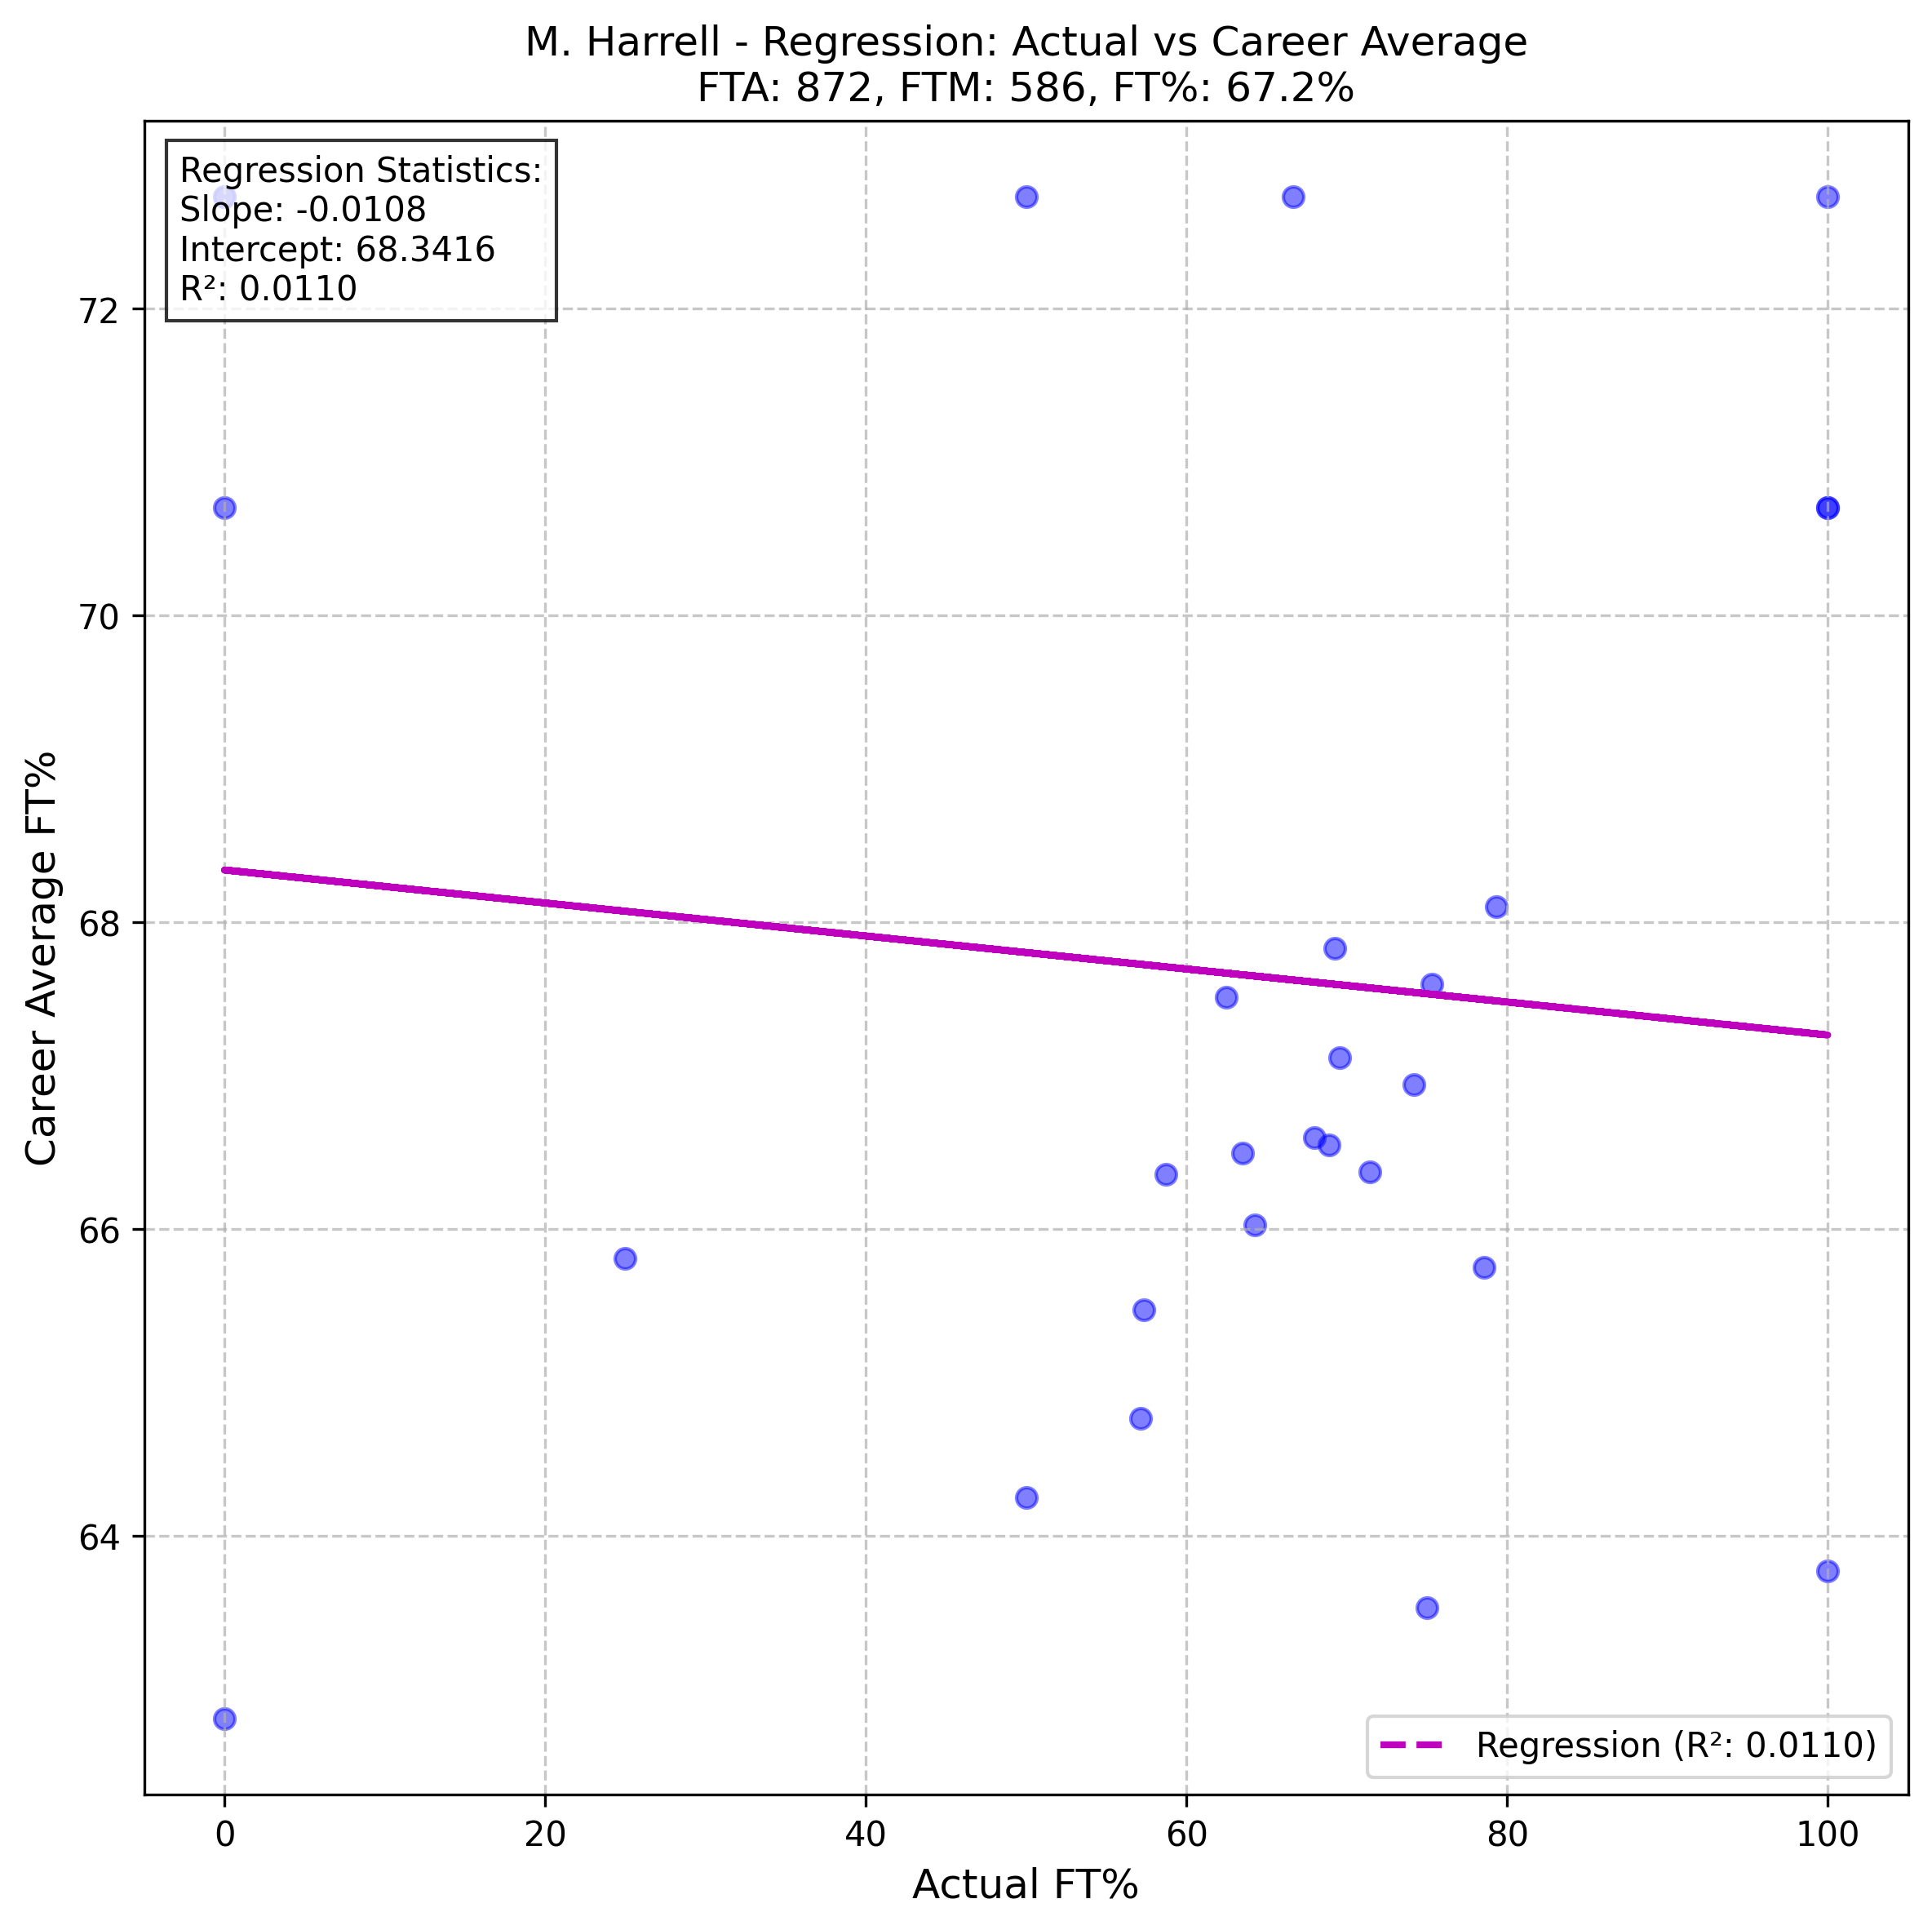 M. Harrell - Regression: Actual vs Career Average
FTA: 872, FTM: 586, FT%: 67.2%
Regression Statistics:
Slope: -0.0108
Intercept: 68.3416
R²: 0.0110
72
70
68
66
64
Career Average FT%
Regression (R²: 0.0110)
0 20 40 60 80 100
Actual FT%